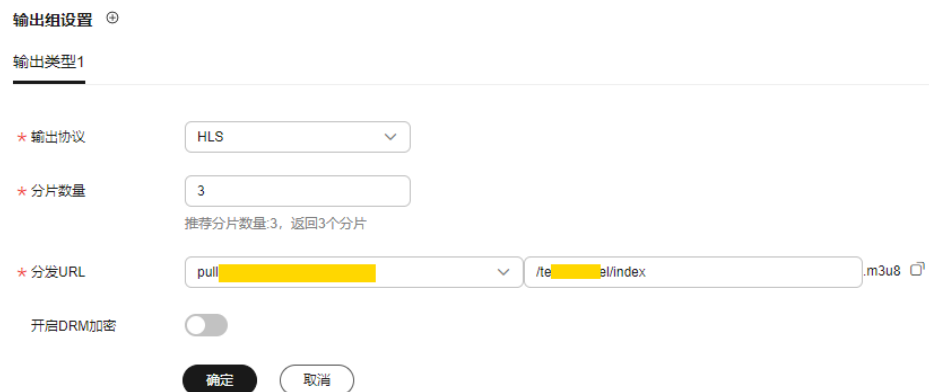 输出组设置
输出类型1
* 输出协议 HLS
* 分片数量 3
推荐分片数量:3，返回3个分片
* 分发URL pull /te el/index .m3u8
开启DRM加密
确定 取消